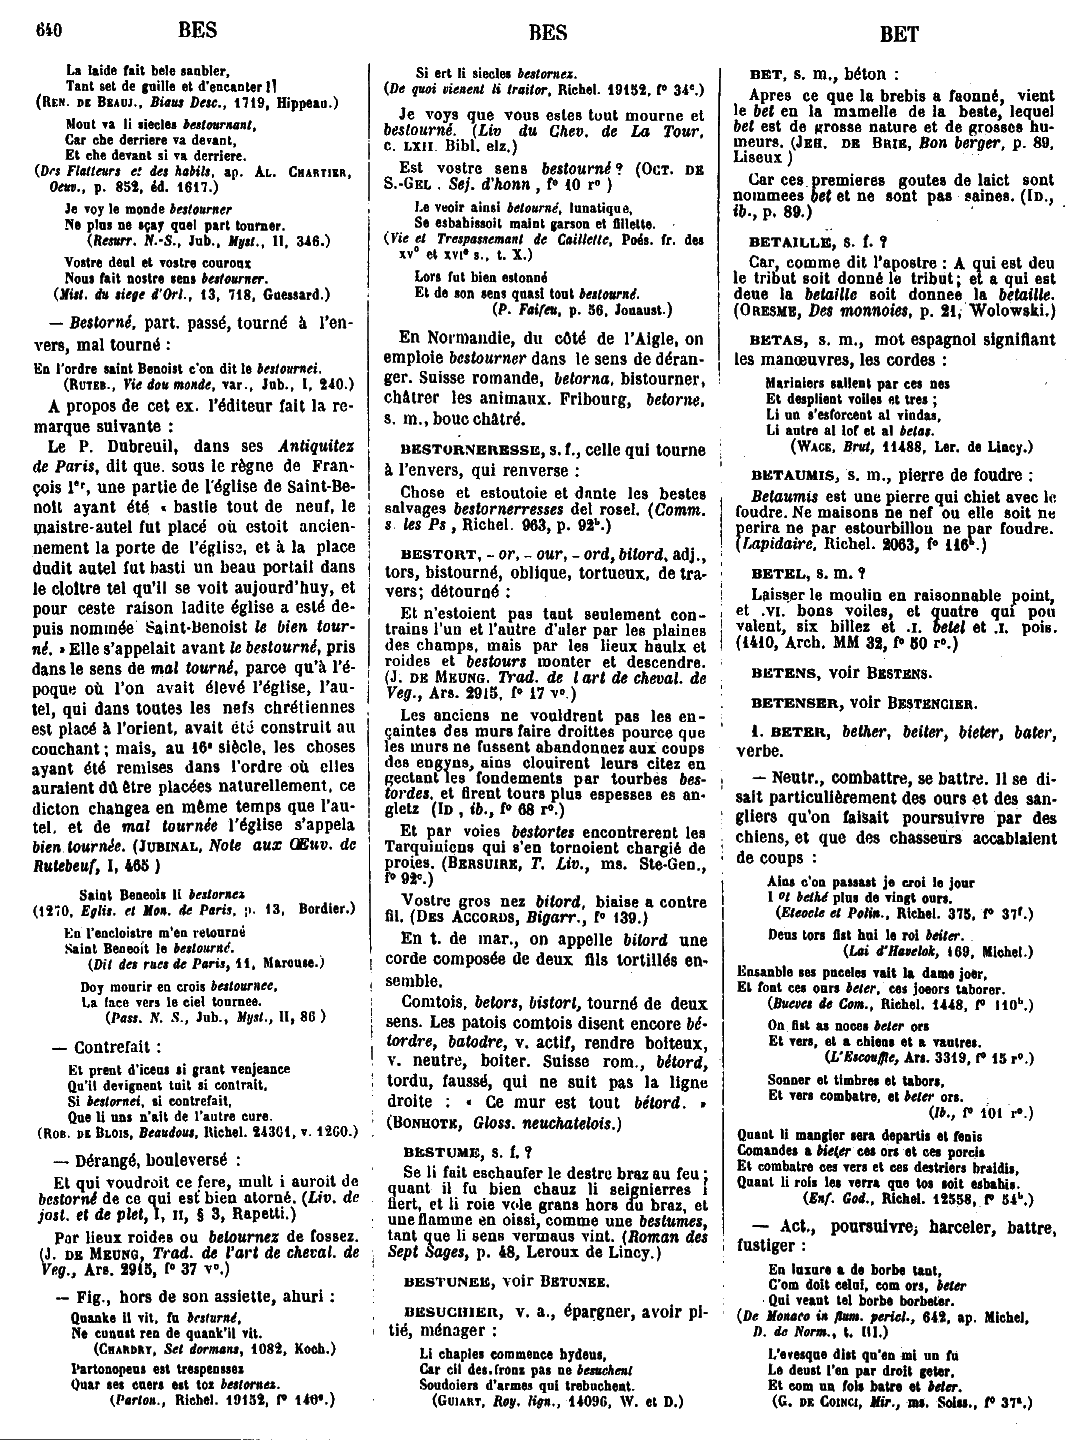 640 BES BES BET
La laide fait bele sanbler,
Tant set de guille et d'encanter!]
(REN. DE BEAUJ., Biaus Desc., 1719, Hippeau.)
Mout va li siecles bestournant,
Car che derriere va devant,
Et che devant si va derriere.
(Des Flatteurs et des habils, ap. AL. CHARTIER,
Oeuv., p. 852, éd. 1617.)
Je voy le monde bestourner
Ne plus ne sçay quel part tourner.
(Resurr. N.-S., Jub., Myst., II, 346.)
Vostre deul et vostre couroux
Nous fait nostre sens bestourner.
(Mist. du siege d'Orl., 13, 718, Guessard.)
— Bestorné, part. passé, tourné à l'en-
vers, mal tourné :
En l'ordre saint Benoist c'on dit le bestournei.
(RUTEB., Vie dou monde, var., Jub., I, 240.)
A propos de cet ex. l'éditeur fait la re-
marque suivante :
Le P. Dubreuil, dans ses Antiquitez
de Paris, dit que, sous le règne de Fran-
çois Ier, une partie de l'église de Saint-Be-
noît ayant été « bastie tout de neuf, le
maistre-autel fut placé où estoit ancien-
nement la porte de l'église, et à la place
dudit autel fut basti un beau portail dans
le cloître tel qu'il se voit aujourd'huy, et
pour ceste raison ladite église a esté de-
puis nommée Saint-Benoist le bien tour-
né. » Elle s'appelait avant le bestourné, pris
dans le sens de mal tourné, parce qu'à l'é-
poque où l'on avait élevé l'église, l'au-
tel, qui dans toutes les nefs chrétiennes
est placé à l'orient, avait été construit au
couchant ; mais, au 16e siècle, les choses
ayant été remises dans l'ordre où elles
auraient dû être placées naturellement, ce
dicton changea en même temps que l'au-
tel, et de mal tournée l'église s'appela
bien tournée. (JUBINAL, Note aux Œuv. de
Rutebeuf, I, 465)
Saint Beneois li bestornez
(1270, Eglis. et Mon. de Paris, p. 13, Bordier.)
En l'encloistre m'en retourné
Saint Beneoit le bestourné.
(Dit des rues de Paris, 11, Marouse.)
Doy mourir en crois bestournee,
La face vers le ciel tournee.
(Pass. N. S., Jub., Myst., II, 86)
— Contrefait :
Et prent d'iceus si grant venjeance
Qu'il devignent tuit si contrait,
Si bestornei, si contrefait,
Que li uns n'ait de l'autre cure.
(ROB. DE BLOIS, Beaudous, Richel. 24301, v. 1260.)
— Dérangé, bouleversé :
Et qui voudroit ce fere, mult i auroit de
bestorné de ce qui est bien atorné. (Liv. de
jost. et de plet, I, II, § 3, Rapetti.)
Par lieux roides ou betournez de fossez.
(J. DE MEUNG, Trad. de l'art de cheval. de
Veg., Ars. 2915, f° 37 v°.)
— Fig., hors de son assiette, ahuri :
Quanke il vit, fu besturné,
Ne cunust ren de quank'il vit.
(CHARDRY, Set dormans, 1082, Koch.)
Partonopeus est trespenssez
Quar ses cuers est toz bestornez.
(Parton., Richel. 19152, f° 146e.)
Si ert li siecles bestornez.
(De quoi vienent li traitor, Richel. 19152, f° 34c.)
Je voys que vous estes tout mourne et
bestourné. (Liv du Chev. de La Tour,
c. LXII. Bibl. elz.)
Est vostre sens bestourné ? (OCT. DE
S.-GEL. Sej. d'honn, f° 10 r°)
Le veoir ainsi betourné, lunatique,
Se esbahissoit maint garson et fillette.
(Vie et Trespassemant de Caillette, Poés. fr. des
XV° et XVIe s., t. X.)
Lors fut bien estonné
Et de son sens quasi tout bestourné.
(P. Faifeu, p. 56, Jouaust.)
En Normandie, du côté de l'Aigle, on
emploie bestourner dans le sens de déran-
ger. Suisse romande, betorna, bistourner,
châtrer les animaux. Fribourg, betorne,
s. m., bouc châtré.
BESTORNERESSE, s. f., celle qui tourne
à l'envers, qui renverse :
Chose et estoutoie et dante les bestes
salvages bestornerresses del rosel. (Comm.
s les Ps, Richel. 963, p. 92b.)
BESTORT, -or, -our, -ord, bitord, adj.,
tors, bistourné, oblique, tortueux, de tra-
vers; détourné :
Et n'estoient pas tant seulement con-
trains l'un et l'autre d'aler par les plaines
des champs, mais par les lieux haulx et
roides et bestours monter et descendre.
(J. DE MEUNG. Trad. de l art de cheval. de
Veg., Ars. 2915, f° 17 v°.)
Les anciens ne vouldrent pas les en-
çaintes des murs faire droittes pource que
les murs ne fussent abandonnez aux coups
des engyns, ains clouirent leurs citez en
gectant les fondements par tourbes bes-
tordes, et firent tours plus espesses es an-
gletz (ID, ib., f° 68 r°.)
Et par voies bestortes encontrerent les
Tarquiniens qui s'en tornoient chargié de
proies. (BERSUIRE, T. Liv., ms. Ste-Gen.,
f° 92c.)
Vostre gros nez bitord, biaise a contre
fil. (DES ACCORDS, Bigarr., f° 139.)
En t. de mar., on appelle bitord une
corde composée de deux fils tortillés en-
semble.
Comtois, betors, bistort, tourné de deux
sens. Les patois comtois disent encore bé-
tordre, batodre, v. actif, rendre boiteux,
v. neutre, boiter. Suisse rom., bétord,
tordu, faussé, qui ne suit pas la ligne
droite : « Ce mur est tout bétord. »
(BONHOTE, Gloss. neuchatelois.)
BESTUME, s. f. ?
Se li fait eschaufer le destre braz au feu ;
quant il fu bien chauz li seignierres i
fiert, et li roie vole grans hors du braz, et
une flamme en oissi, comme une bestumes,
tant que li sens vermaus vint. (Roman des
Sept Sages, p. 48, Leroux de Lincy.)
BESTUNEE, voir BETUNEE.
BESUCHIER, v. a., épargner, avoir pi-
tié, ménager :
Li chaples commence hydeus,
Car cil des frons pas ne besuchent
Soudoiers d'armes qui trebuchent.
(GUIART, Roy. lign., 14096, W. et D.)
BET, s. m., béton :
Apres ce que la brebis a faonné, vient
le bet en la mamelle de la beste, lequel
bet est de grosse nature et de grosses hu-
meurs. (JEH. DE BRIE, Bon berger, p. 89,
Liseux)
Car ces premieres goutes de laict sont
nommees bet et ne sont pas saines. (ID.,
ib., p. 89.)
BETAILLE, s. f. ?
Car, comme dit l'apostre : A qui est deu
le tribut soit donné le tribut; et a qui est
deue la betaille soit donnee la betaille.
(ORESME, Des monnoies, p. 21, Wolowski.)
BETAS, s. m., mot espagnol signifiant
les manœuvres, les cordes :
Mariniers sallent par ces nes
Et desplient voiles et tres ;
Li un s'esforcent al vindas,
Li autre al lof et al betas.
(WACE, Brut, 11488, Ler. de Lincy.)
BETAUMIS, s. m., pierre de foudre :
Betaumis est une pierre qui chiet avec le
foudre. Ne maisons ne nef ou elle soit ne
perira ne par estourbillou ne par foudre.
(Lapidaire, Richel. 2063, f° 116b.)
BETEL, s. m. ?
Laisser le moulin en raisonnable point,
et .VI. bons voiles, et quatre qui pou
valent, six billez et .I. betel et .I. pois.
(1410, Arch. MM 32, f° 50 r°.)
BETENS, voir BESTENS.
BETENSER, voir BESTENCIER.
1. BETER, bether, beiter, bieter, bater,
verbe.
— Neutr., combattre, se battre. Il se di-
sait particulièrement des ours et des san-
gliers qu'on faisait poursuivre par des
chiens, et que des chasseurs accablaient
de coups :
Ains c'on passast je croi le jour
I ot bethé plus de vingt ours.
(Eteocle et Polin., Richel. 375, f° 37f.)
Deus tors fist hui le roi beiter.
(Lai d'Havelok, 169, Michel.)
Ensanble ses puceles vait la dame joer,
Et font ces ours beter, ces joeors taborer.
(Bueves de Com., Richel. 1448, f° 110b.)
On fist as noces beter ors
Et vers, et a chiens et a vautres.
(L'Escouffle, Ars. 3319, f° 15 r°.)
Sonner et timbres et tabors,
Et vers combatre, et beter ors.
(Ib., f° 101 r°.)
Quant li mangier sera departis et fenis
Comandes a bieter ces ors et ces porcis
Et combatre ces vers et ces destriers braidis,
Quant li rois les verra que tos soit esbahis.
(Enf. God., Richel. 12558, f° 54b.)
— Act., poursuivre, harceler, battre,
fustiger :
En luxure a de borbe tant,
C'om doit celui, com ors, beter
Qui veant tel borbe borbeter.
(De Monaco in flum. pericl., 642, ap. Michel,
D. de Norm., t. III.)
L'evesque dist qu'en mi un fu
Le deust l'en par droit geter,
Et com un fols batre et beter.
(G. DE COINCI, Mir., ms. Soiss., f° 37a.)